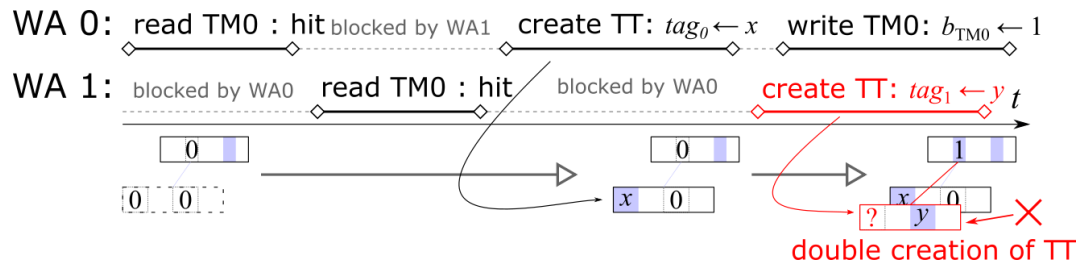 WA 0: read TM0 : hit blocked by WA1 create TT: tag₀ ← x write TM0: b_TM0 ← 1
WA 1: blocked by WA0 read TM0 : hit blocked by WA0 create TT: tag₁ ← y t
0 0 1
0 0 x 0 x 0
? y
double creation of TT